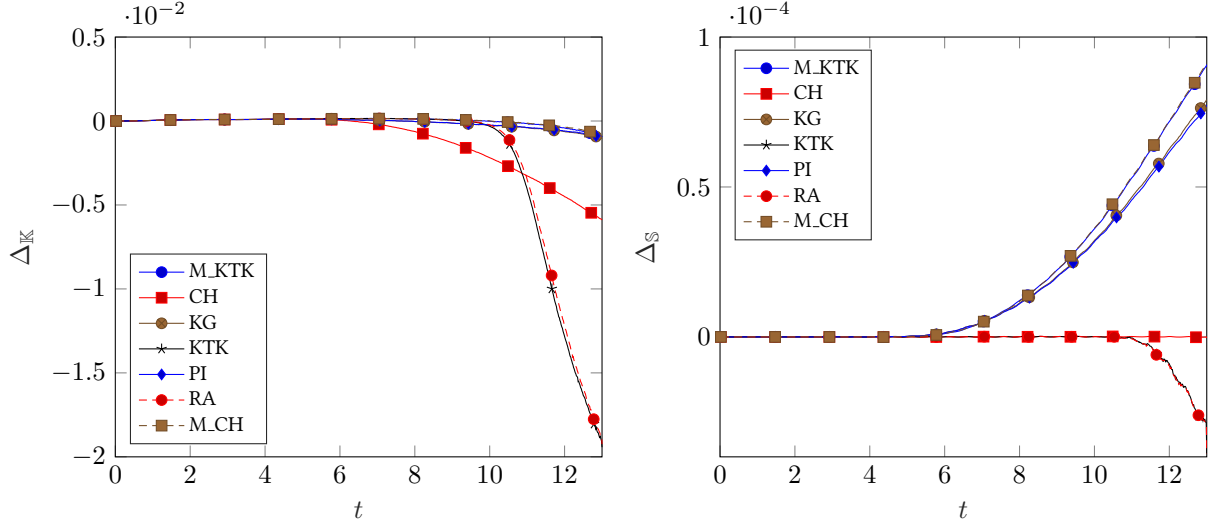 ·10⁻²
0.5
0
−0.5
−1
−1.5
−2
0 2 4 6 8 10 12
t
Δ𝕂
M_KTK
CH
KG
KTK
PI
RA
M_CH
·10⁻⁴
1
0.5
0
0 2 4 6 8 10 12
t
Δ𝕊
M_KTK
CH
KG
KTK
PI
RA
M_CH